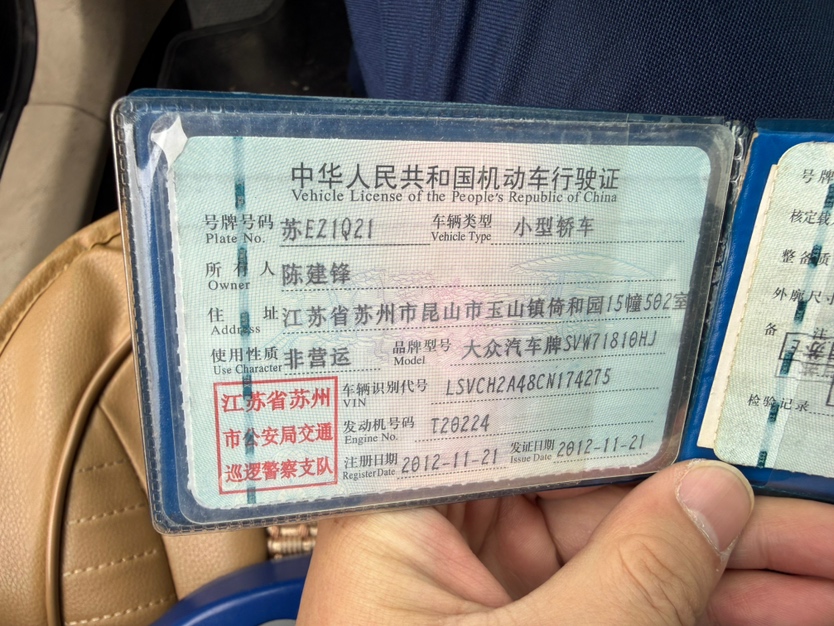 中华人民共和国机动车行驶证
Vehicle License of the People's Republic of China
号牌号码 苏EZ1Q21 车辆类型 小型轿车
Plate No. Vehicle Type
所有人 陈建锋
Owner
住址 江苏省苏州市昆山市玉山镇倚和园15幢502室
Address
使用性质 非营运 品牌型号 大众汽车牌SVW71810HJ
Use Character Model
江苏省苏州
市公安局交通
巡逻警察支队
车辆识别代号 LSVCH2A48CN174275
VIN
发动机号码 T20224
Engine No.
注册日期 2012-11-21 发证日期 2012-11-21
Register Date Issue Date
号牌
核定载
整备质
外廓尺
备注
检验记录